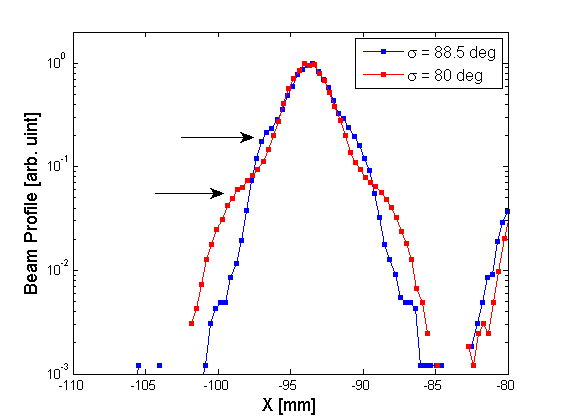 σ = 88.5 deg
σ = 80 deg
Beam Profile [arb. uint]
10^0
10^-1
10^-2
10^-3
-110 -105 -100 -95 -90 -85 -80
X [mm]